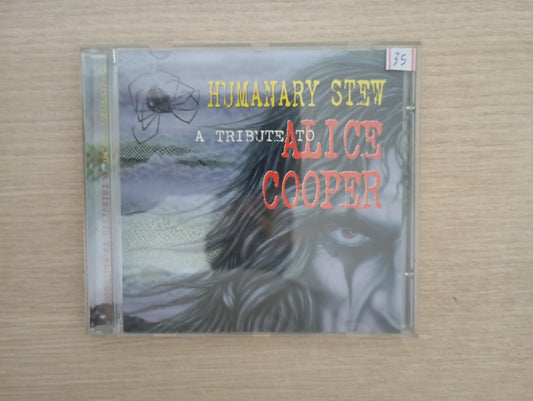 35
HUMANARY STEW
A TRIBUTE TO
ALICE
COOPER